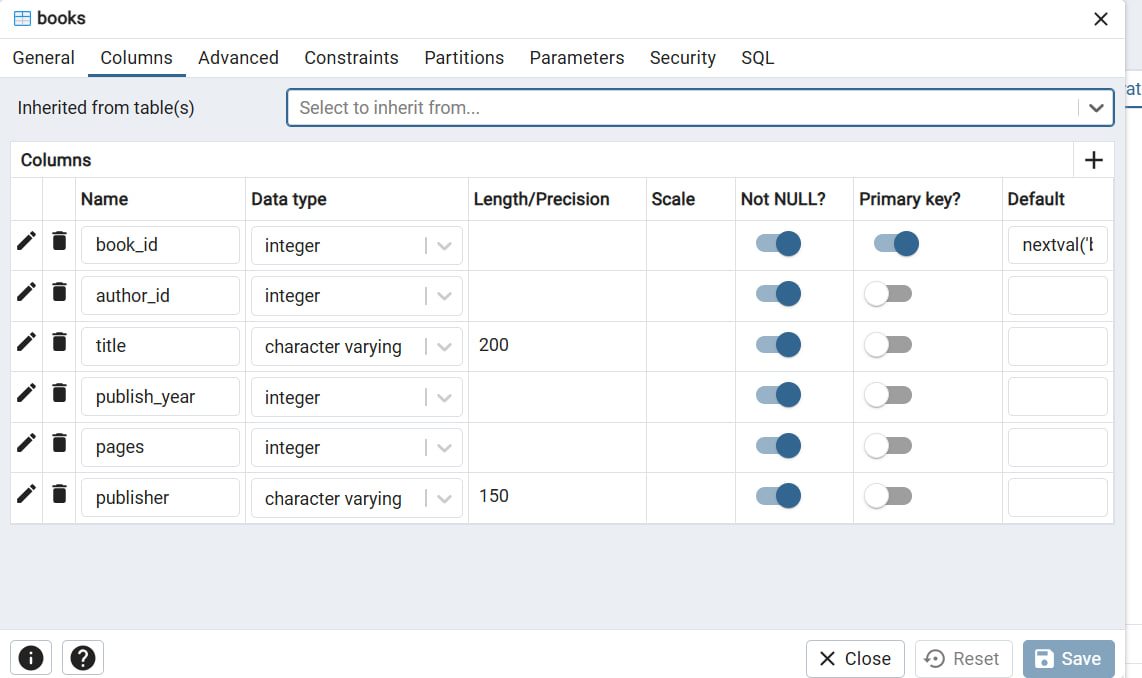 books
General Columns Advanced Constraints Partitions Parameters Security SQL
Inherited from table(s) Select to inherit from...
Columns
Name Data type Length/Precision Scale Not NULL? Primary key? Default
book_id integer nextval('b
author_id integer
title character varying 200
publish_year integer
pages integer
publisher character varying 150
Close Reset Save